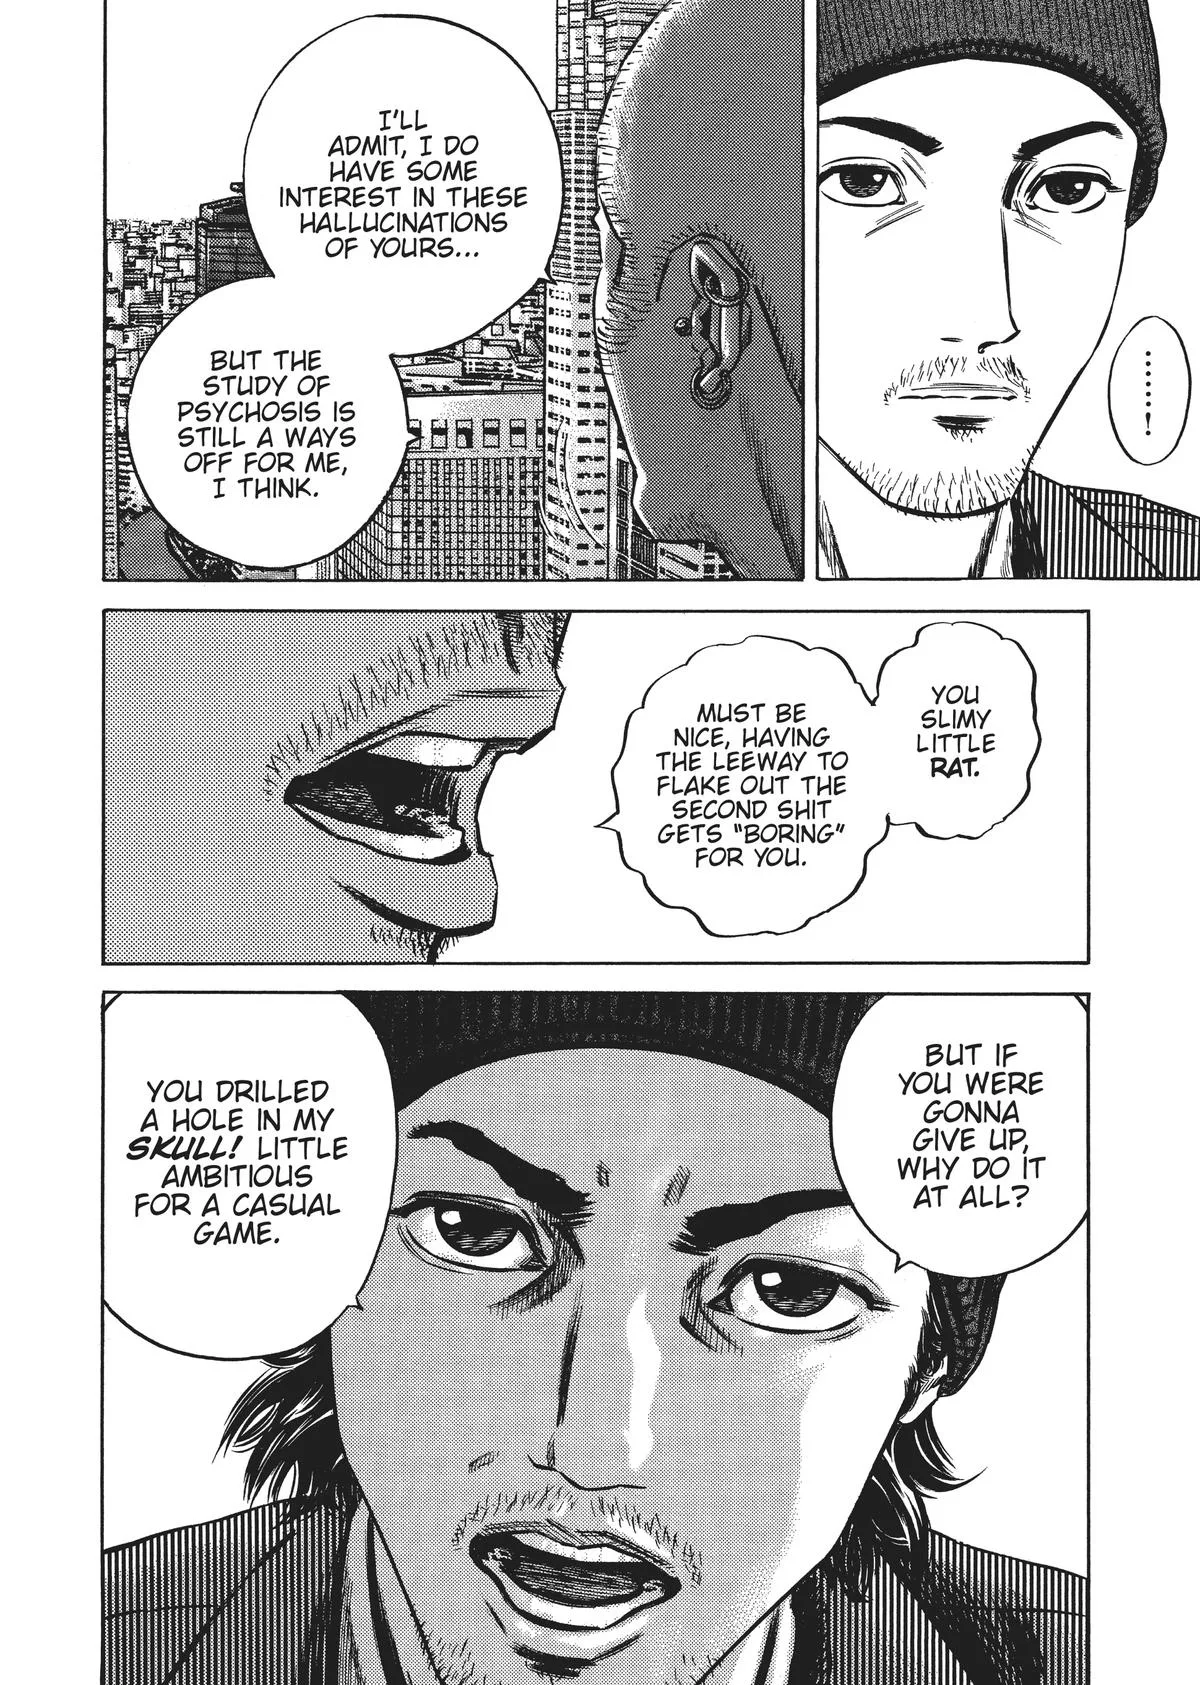 ......!
I'LL
ADMIT, I DO
HAVE SOME
INTEREST IN THESE
HALLUCINATIONS
OF YOURS...
BUT THE
STUDY OF
PSYCHOSIS IS
STILL A WAYS
OFF FOR ME,
I THINK.
YOU
SLIMY
LITTLE
RAT.
MUST BE
NICE, HAVING
THE LEEWAY TO
FLAKE OUT THE
SECOND SHIT
GETS "BORING"
FOR YOU.
BUT IF
YOU WERE
GONNA
GIVE UP,
WHY DO IT
AT ALL?
YOU DRILLED
A HOLE IN MY
SKULL! LITTLE
AMBITIOUS
FOR A CASUAL
GAME.